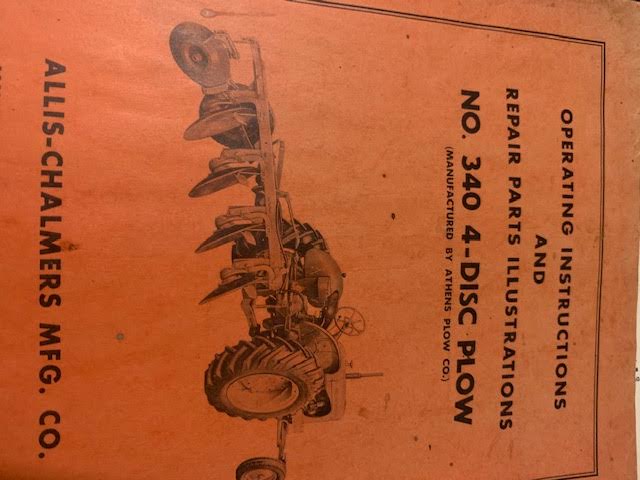 OPERATING INSTRUCTIONS
AND
REPAIR PARTS ILLUSTRATIONS
NO. 340 4-DISC PLOW
(MANUFACTURED BY ATHENS PLOW CO.)
ALLIS-CHALMERS MFG. CO.